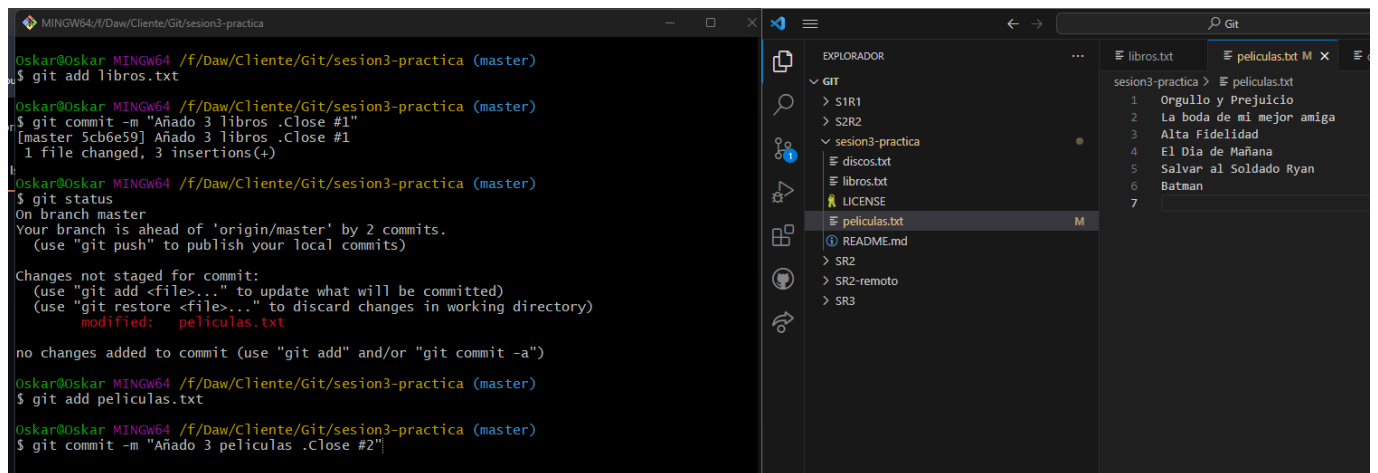 MINGW64:/f/Daw/Cliente/Git/sesion3-practica
Oskar@Oskar MINGW64 /f/Daw/Cliente/Git/sesion3-practica (master)
$ git add libros.txt
Oskar@Oskar MINGW64 /f/Daw/Cliente/Git/sesion3-practica (master)
$ git commit -m "Añado 3 libros .Close #1"
[master 5cb6e59] Añado 3 libros .Close #1
1 file changed, 3 insertions(+)
Oskar@Oskar MINGW64 /f/Daw/Cliente/Git/sesion3-practica (master)
$ git status
On branch master
Your branch is ahead of 'origin/master' by 2 commits.
(use "git push" to publish your local commits)
Changes not staged for commit:
(use "git add <file>..." to update what will be committed)
(use "git restore <file>..." to discard changes in working directory)
modified: peliculas.txt
no changes added to commit (use "git add" and/or "git commit -a")
Oskar@Oskar MINGW64 /f/Daw/Cliente/Git/sesion3-practica (master)
$ git add peliculas.txt
Oskar@Oskar MINGW64 /f/Daw/Cliente/Git/sesion3-practica (master)
$ git commit -m "Añado 3 peliculas .Close #2"
Git
EXPLORADOR
GIT
S1R1
S2R2
sesion3-practica
discos.txt
libros.txt
LICENSE
peliculas.txt M
README.md
SR2
SR2-remoto
SR3
1
libros.txt
peliculas.txt M
sesion3-practica > peliculas.txt
1 Orgullo y Prejuicio
2 La boda de mi mejor amiga
3 Alta Fidelidad
4 El Dia de Mañana
5 Salvar al Soldado Ryan
6 Batman
7